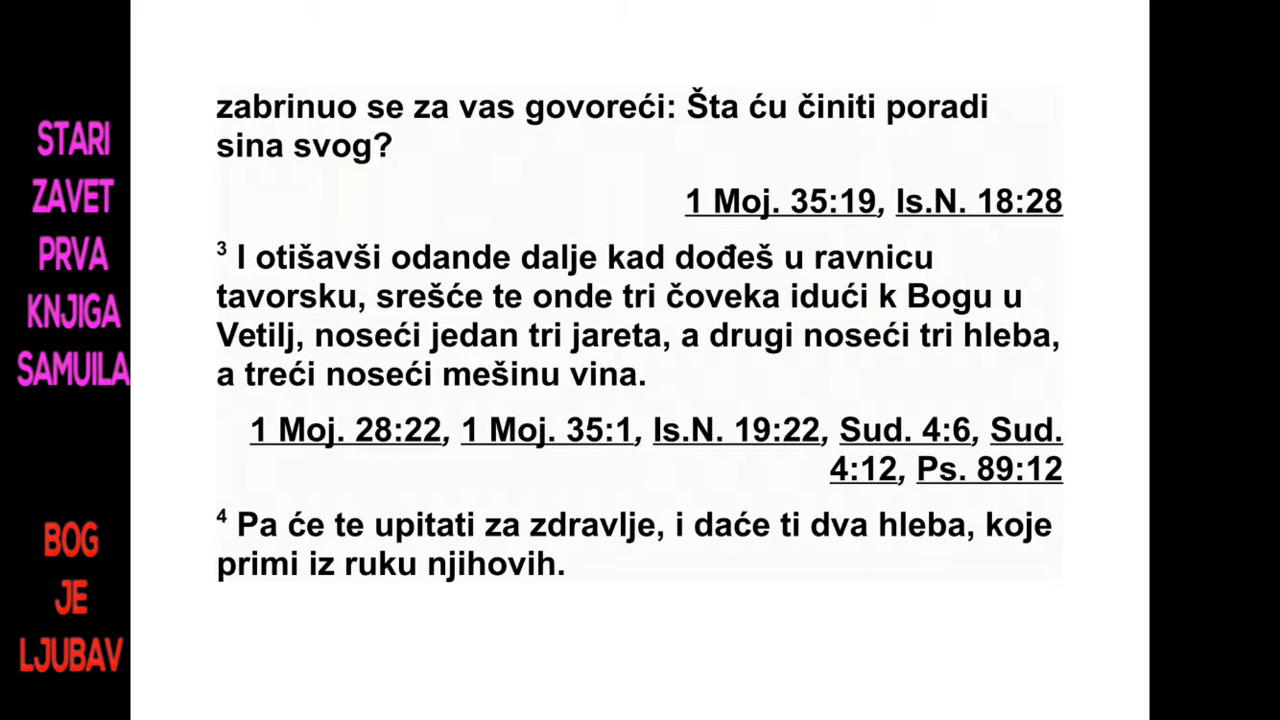 STARI
ZAVET
PRVA
KNJIGA
SAMUILA
BOG
JE
LJUBAV
zabrinuo se za vas govoreći: Šta ću činiti poradi
sina svog?
1 Moj. 35:19, Is.N. 18:28
3 I otišavši odande dalje kad dođeš u ravnicu
tavorsku, srešće te onde tri čoveka idući k Bogu u
Vetilj, noseći jedan tri jareta, a drugi noseći tri hleba,
a treći noseći mešinu vina.
1 Moj. 28:22, 1 Moj. 35:1, Is.N. 19:22, Sud. 4:6, Sud.
4:12, Ps. 89:12
4 Pa će te upitati za zdravlje, i daće ti dva hleba, koje
primi iz ruku njihovih.